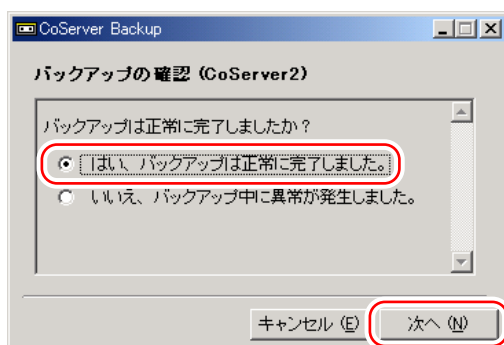 CoServer Backup
バックアップの確認 (CoServer2)
バックアップは正常に完了しましたか？
はい、バックアップは正常に完了しました。
いいえ、バックアップ中に異常が発生しました。
キャンセル (E) 次へ (N)